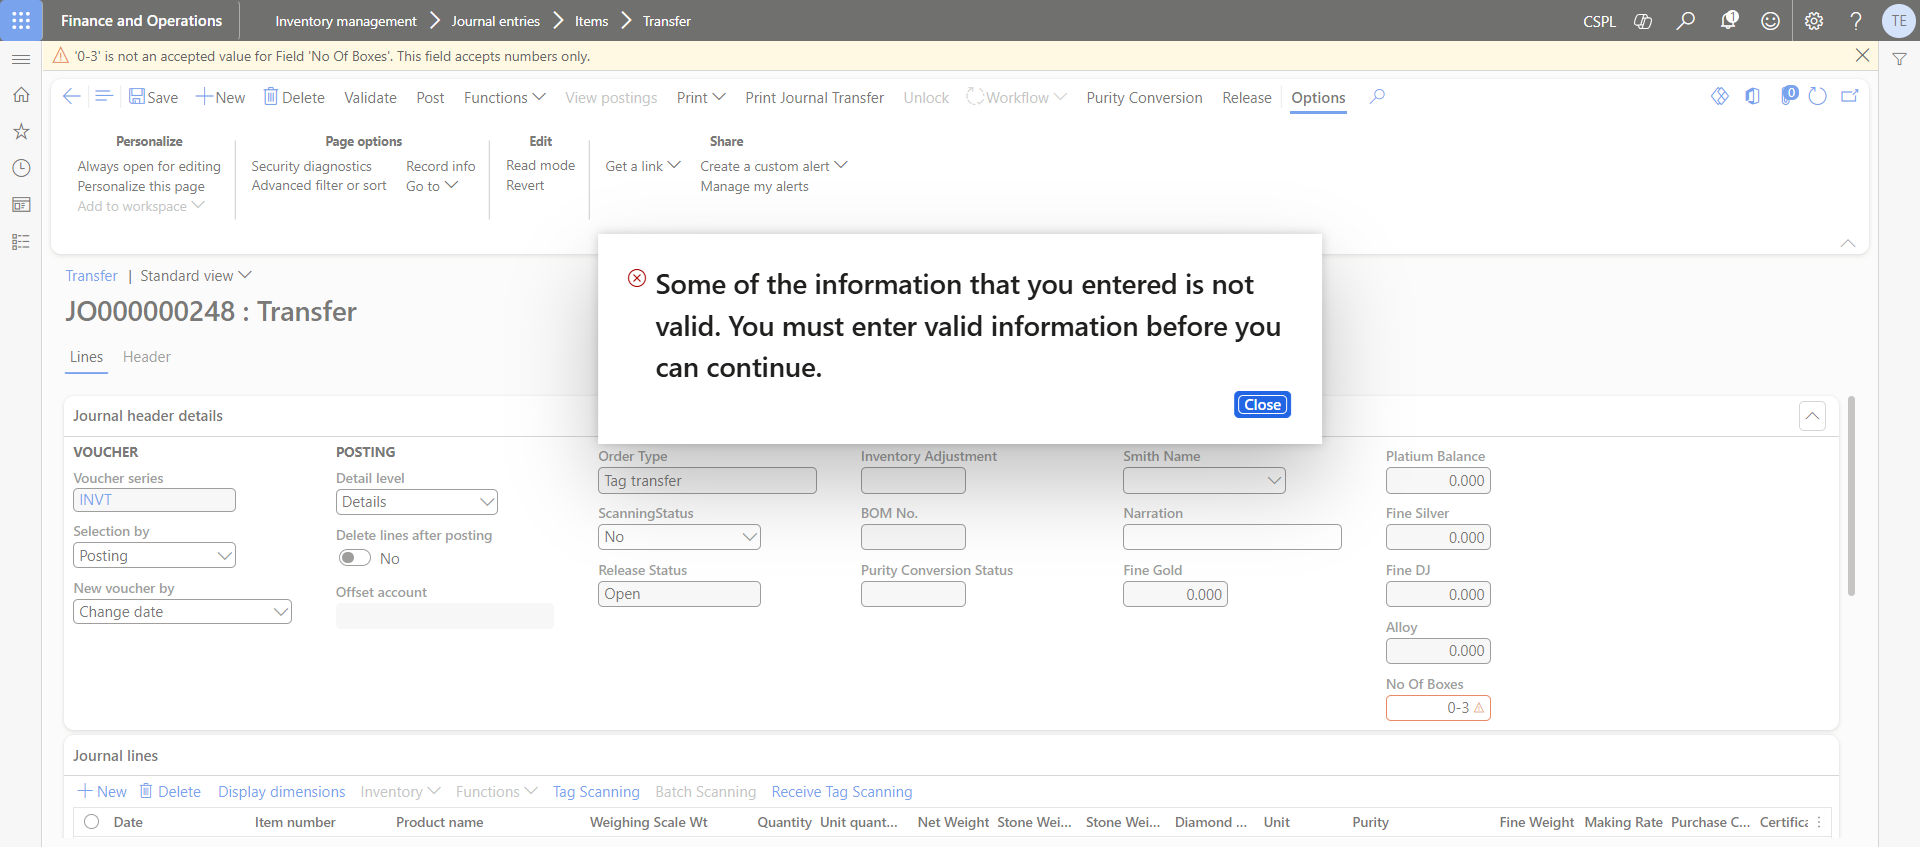 Finance and Operations
Inventory management Journal entries Items Transfer
CSPL
1
TE
'0-3' is not an accepted value for Field 'No Of Boxes'. This field accepts numbers only.
Save New Delete Validate Post Functions View postings Print Print Journal Transfer Unlock Workflow Purity Conversion Release Options
0
Personalize
Always open for editing
Personalize this page
Add to workspace
Page options
Security diagnostics
Advanced filter or sort
Record info
Go to
Edit
Read mode
Revert
Share
Get a link
Create a custom alert
Manage my alerts
Some of the information that you entered is not
valid. You must enter valid information before you
can continue.
Close
Transfer | Standard view
JO000000248 : Transfer
Lines Header
Journal header details
VOUCHER
Voucher series
INVT
Selection by
Posting
New voucher by
Change date
POSTING
Detail level
Details
Delete lines after posting
No
Offset account
Order Type
Tag transfer
ScanningStatus
No
Release Status
Open
Inventory Adjustment
BOM No.
Purity Conversion Status
Smith Name
Narration
Fine Gold
0.000
Platium Balance
0.000
Fine Silver
0.000
Fine DJ
0.000
Alloy
0.000
No Of Boxes
0-3
Journal lines
New Delete Display dimensions Inventory Functions Tag Scanning Batch Scanning Receive Tag Scanning
Date Item number Product name Weighing Scale Wt Quantity Unit quant... Net Weight Stone Wei... Stone Wei... Diamond ... Unit Purity Fine Weight Making Rate Purchase C... Certifica